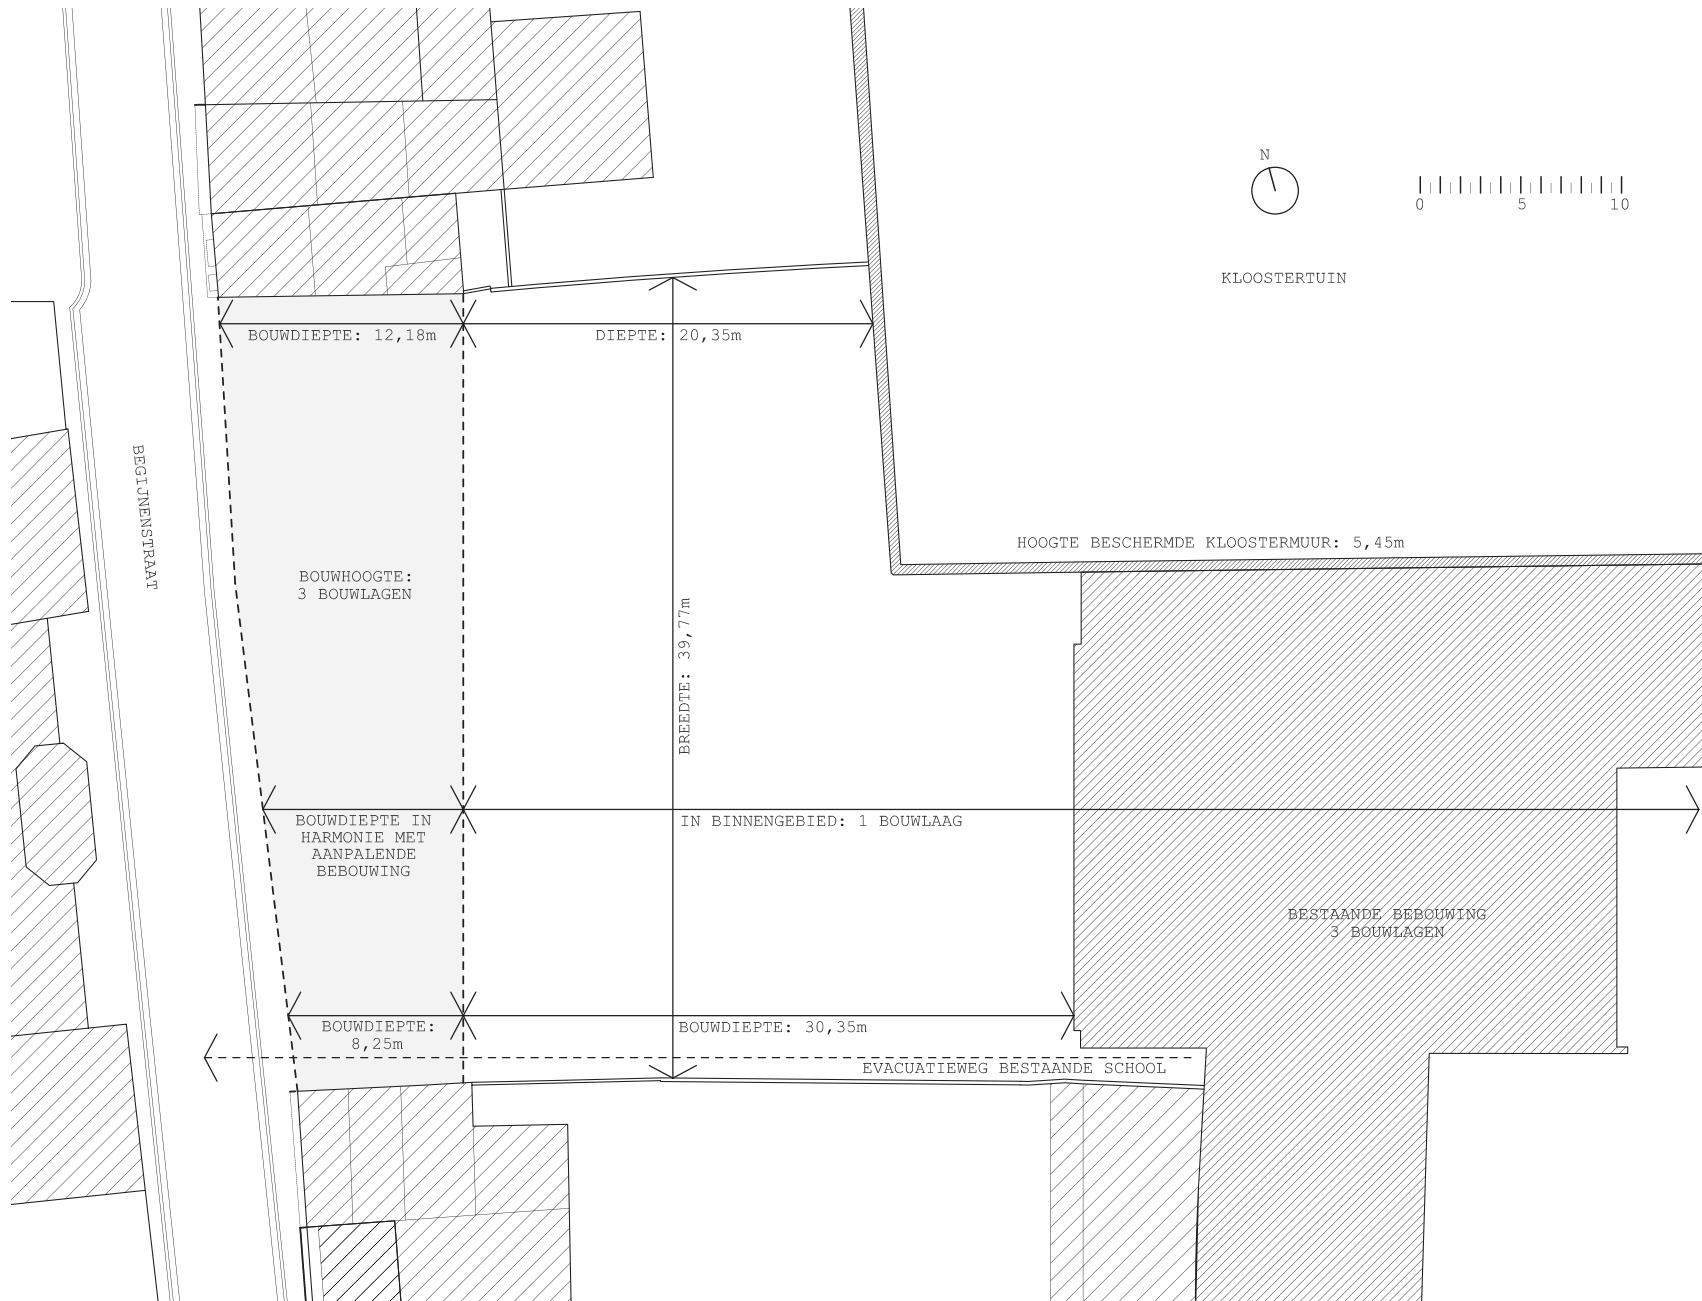 N
0 5 10
KLOOSTERTUIN
BOUWDIEPTE: 12,18m
DIEPTE: 20,35m
BEGIJNENSTRAAT
HOOGTE BESCHERMDE KLOOSTERMUUR: 5,45m
BOUWHOOGTE:
3 BOUWLAGEN
BREEDTE: 39,77m
BOUWDIEPTE IN
HARMONIE MET
AANPALENDE
BEBOUWING
IN BINNENGEBIED: 1 BOUWLAAG
BESTAANDE BEBOUWING
3 BOUWLAGEN
BOUWDIEPTE:
8,25m
BOUWDIEPTE: 30,35m
EVACUATIEWEG BESTAANDE SCHOOL